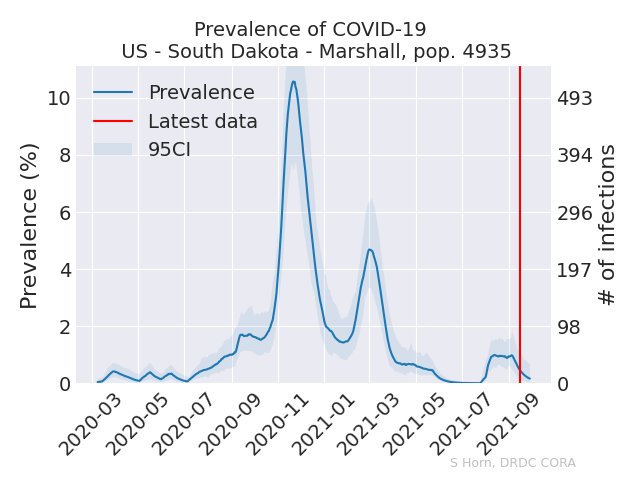 Prevalence of COVID-19
US - South Dakota - Marshall, pop. 4935
Prevalence
Latest data
95CI
Prevalence (%)
10
8
6
4
2
0
493
394
296
197
98
0
# of infections
2020-03
2020-05
2020-07
2020-09
2020-11
2021-01
2021-03
2021-05
2021-07
2021-09
S Horn, DRDC CORA